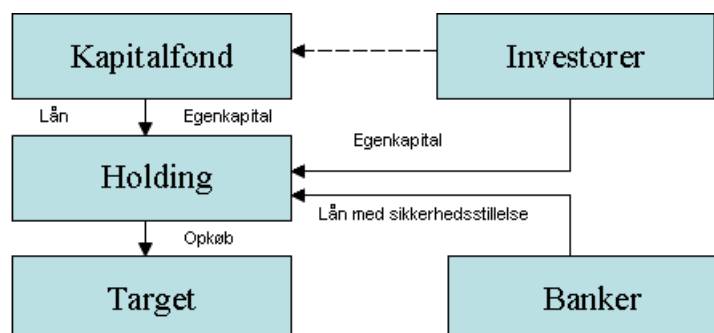 Kapitalfond
Investorer
Lån
Egenkapital
Egenkapital
Holding
Lån med sikkerhedsstillelse
Opkøb
Target
Banker